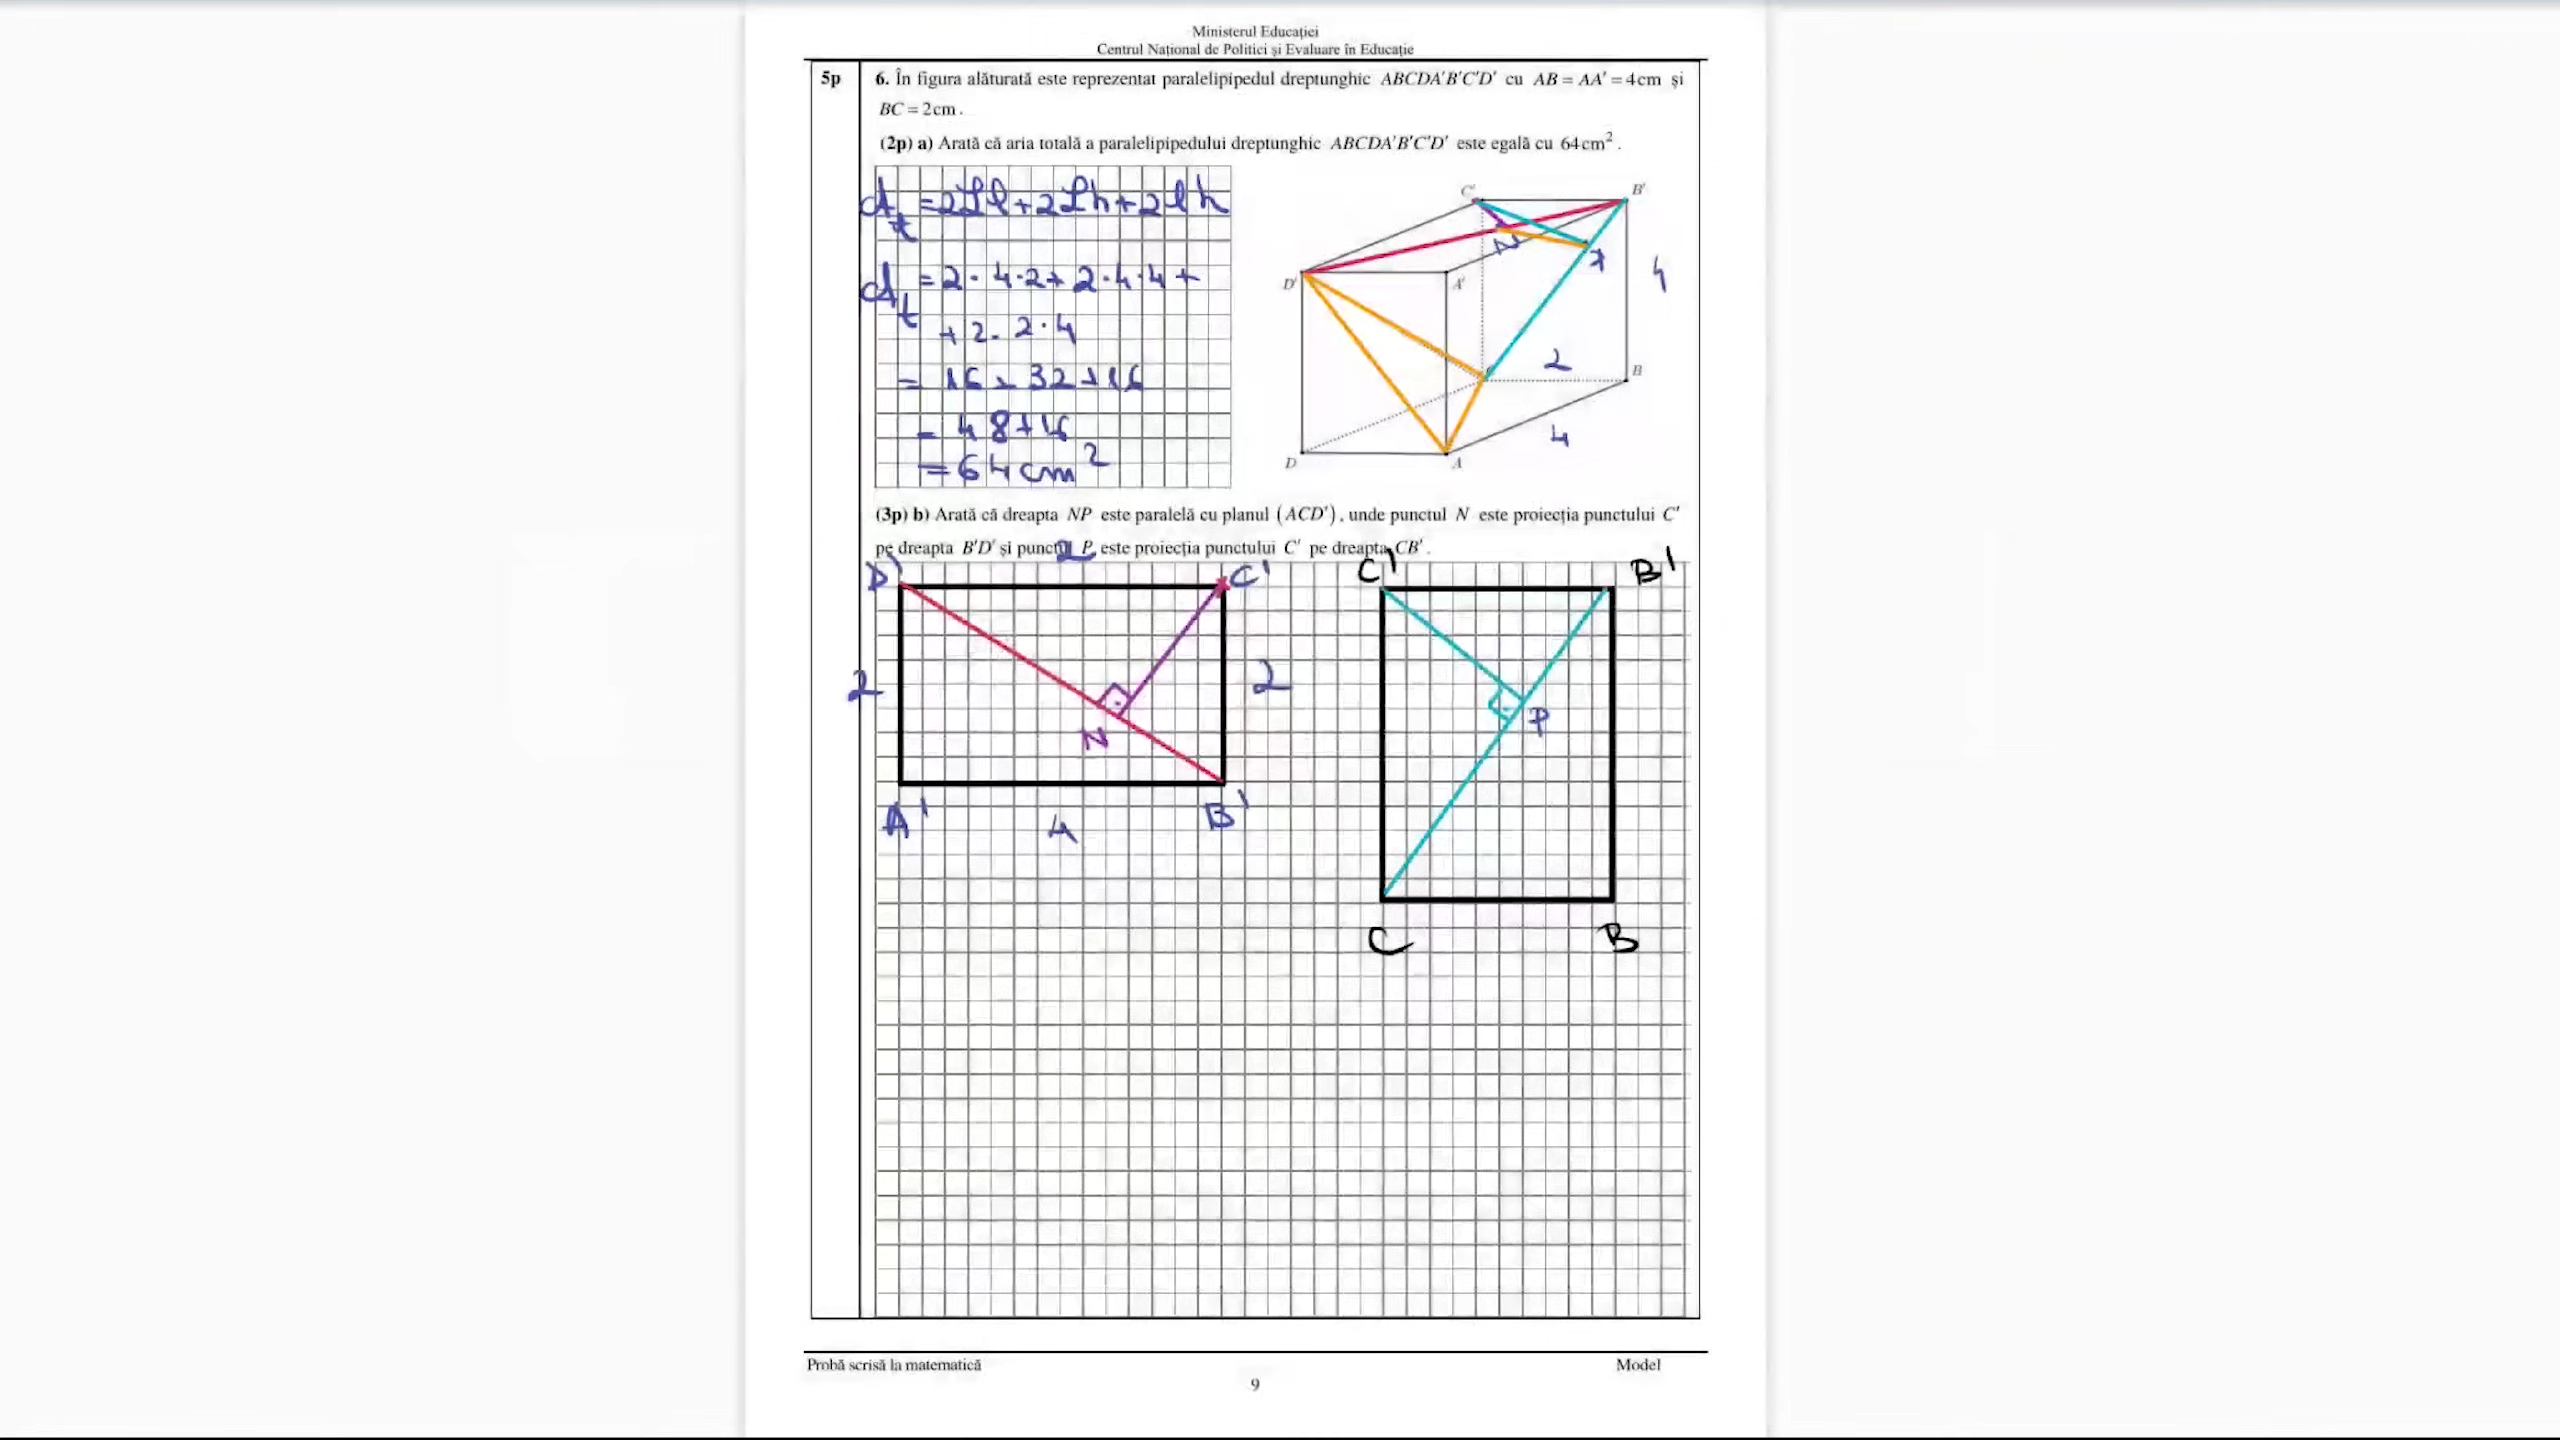 Ministerul Educației
Centrul Național de Politici și Evaluare în Educație
5p
6. În figura alăturată este reprezentat paralelipipedul dreptunghic ABCDA'B'C'D' cu AB = AA' = 4cm și
BC = 2cm.
(2p) a) Arată că aria totală a paralelipipedului dreptunghic ABCDA'B'C'D' este egală cu 64cm².
At = 2Ll + 2Lh + 2lh
At = 2·4·2 + 2·4·4 +
+ 2·2·4
= 16 + 32 + 16
= 48 + 16
= 64 cm²
C'
B'
N
P
D'
A'
4
2
B
4
D
A
(3p) b) Arată că dreapta NP este paralelă cu planul (ACD'), unde punctul N este proiecția punctului C'
pe dreapta B'D' și punctul P este proiecția punctului C' pe dreapta CB'.
D'
2
C'
2
2
N
A'
4
B'
C'
B'
P
C
B
Probă scrisă la matematică
Model
9